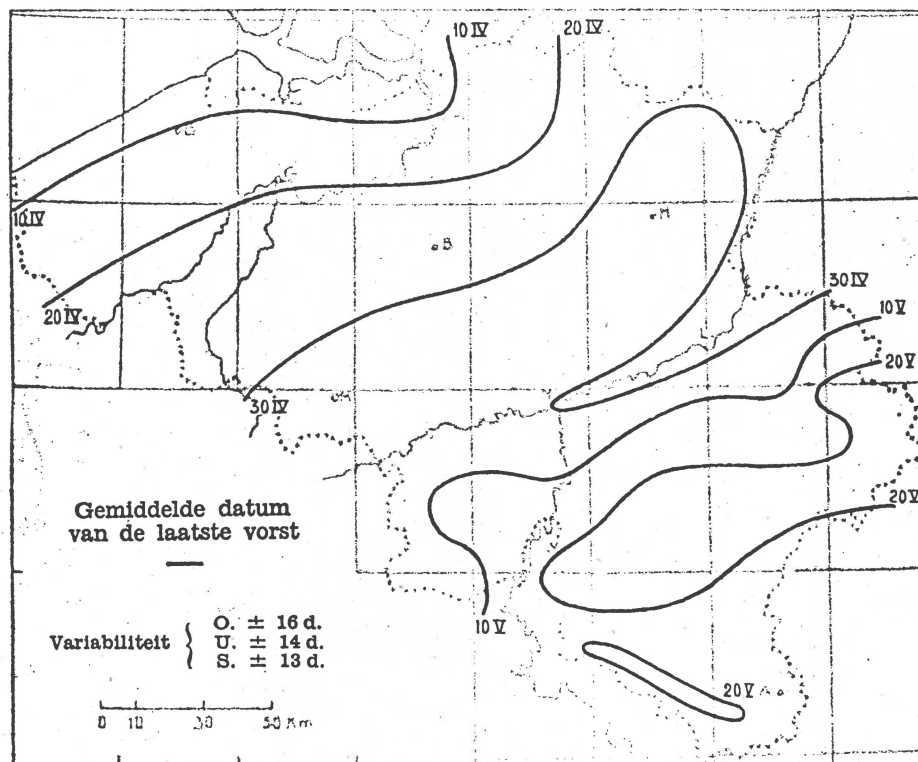 10 IV
20 IV
10 IV
B
H
20 IV
30 IV
10 V
20 V
30 IV
20 V
Gemiddelde datum
van de laatste vorst
10 V
Variabiliteit { O. ± 16 d.
U. ± 14 d.
S. ± 13 d.
20 V
0 10 30 50 Km